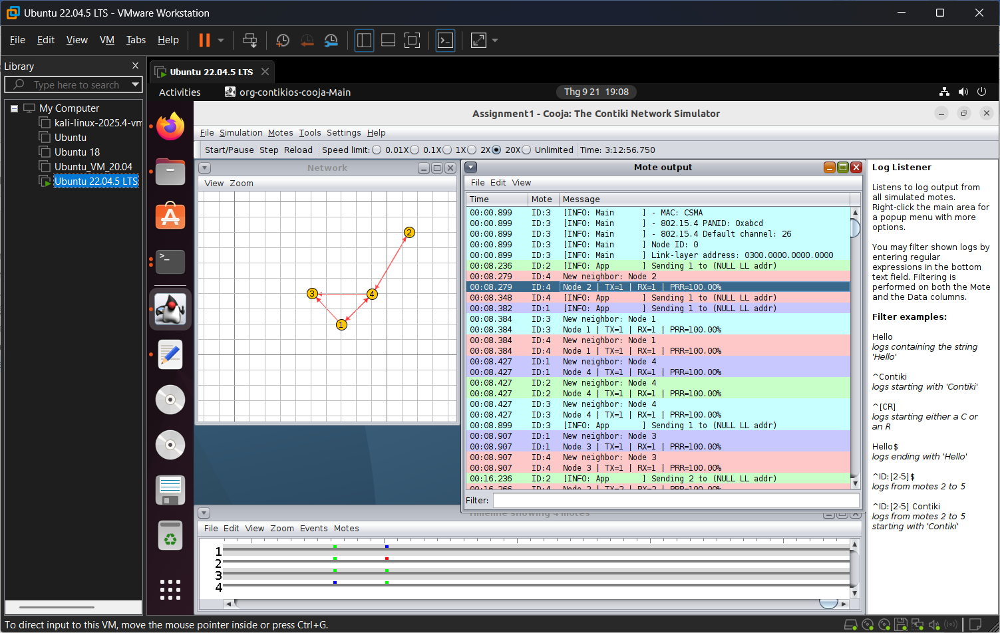 Ubuntu 22.04.5 LTS - VMware Workstation
File Edit View VM Tabs Help
Library
Type here to search
My Computer
kali-linux-2025.4-vm
Ubuntu
Ubuntu 18
Ubuntu_VM_20.04
Ubuntu 22.04.5 LTS
Ubuntu 22.04.5 LTS
Activities org-contikios-cooja-Main Thg 9 21 19:08
Assignment1 - Cooja: The Contiki Network Simulator
File Simulation Motes Tools Settings Help
Start/Pause Step Reload Speed limit: 0.01X 0.1X 1X 2X 20X Unlimited Time: 3:12:56.750
Network
View Zoom
2
3
4
1
Mote output
File Edit View
Time Mote Message
00:00.899 ID:3 [INFO: Main ] - MAC: CSMA
00:00.899 ID:3 [INFO: Main ] - 802.15.4 PANID: 0xabcd
00:00.899 ID:3 [INFO: Main ] - 802.15.4 Default channel: 26
00:00.899 ID:3 [INFO: Main ] Node ID: 0
00:00.899 ID:3 [INFO: Main ] Link-layer address: 0300.0000.0000.0000
00:08.236 ID:2 [INFO: App ] Sending 1 to (NULL LL addr)
00:08.279 ID:4 New neighbor: Node 2
00:08.279 ID:4 Node 2 | TX=1 | RX=1 | PRR=100.00%
00:08.348 ID:4 [INFO: App ] Sending 1 to (NULL LL addr)
00:08.382 ID:1 [INFO: App ] Sending 1 to (NULL LL addr)
00:08.384 ID:3 New neighbor: Node 1
00:08.384 ID:3 Node 1 | TX=1 | RX=1 | PRR=100.00%
00:08.384 ID:4 New neighbor: Node 1
00:08.384 ID:4 Node 1 | TX=1 | RX=1 | PRR=100.00%
00:08.427 ID:1 New neighbor: Node 4
00:08.427 ID:1 Node 4 | TX=1 | RX=1 | PRR=100.00%
00:08.427 ID:2 New neighbor: Node 4
00:08.427 ID:2 Node 4 | TX=1 | RX=1 | PRR=100.00%
00:08.427 ID:3 New neighbor: Node 4
00:08.427 ID:3 Node 4 | TX=1 | RX=1 | PRR=100.00%
00:08.899 ID:3 [INFO: App ] Sending 1 to (NULL LL addr)
00:08.907 ID:1 New neighbor: Node 3
00:08.907 ID:1 Node 3 | TX=1 | RX=1 | PRR=100.00%
00:08.907 ID:4 New neighbor: Node 3
00:08.907 ID:4 Node 3 | TX=1 | RX=1 | PRR=100.00%
00:16.236 ID:2 [INFO: App ] Sending 2 to (NULL LL addr)
00:16.266 ID:4 Node 2 | TX=2 | RX=2 | PRR=100.00%
Filter:
Log Listener
Listens to log output from
all simulated motes.
Right-click the main area for
a popup menu with more
options.
You may filter shown logs by
entering regular
expressions in the bottom
text field. Filtering is
performed on both the Mote
and the Data columns.
Filter examples:
Hello
logs containing the string
'Hello'
^Contiki
logs starting with 'Contiki'
^[CR]
logs starting either a C or
an R
Hello$
logs ending with 'Hello'
^ID:[2-5]$
logs from motes 2 to 5
^ID:[2-5] Contiki
logs from motes 2 to 5
starting with 'Contiki'
Timeline showing 4 motes
File Edit View Zoom Events Motes
1
2
3
4
To direct input to this VM, move the mouse pointer inside or press Ctrl+G.